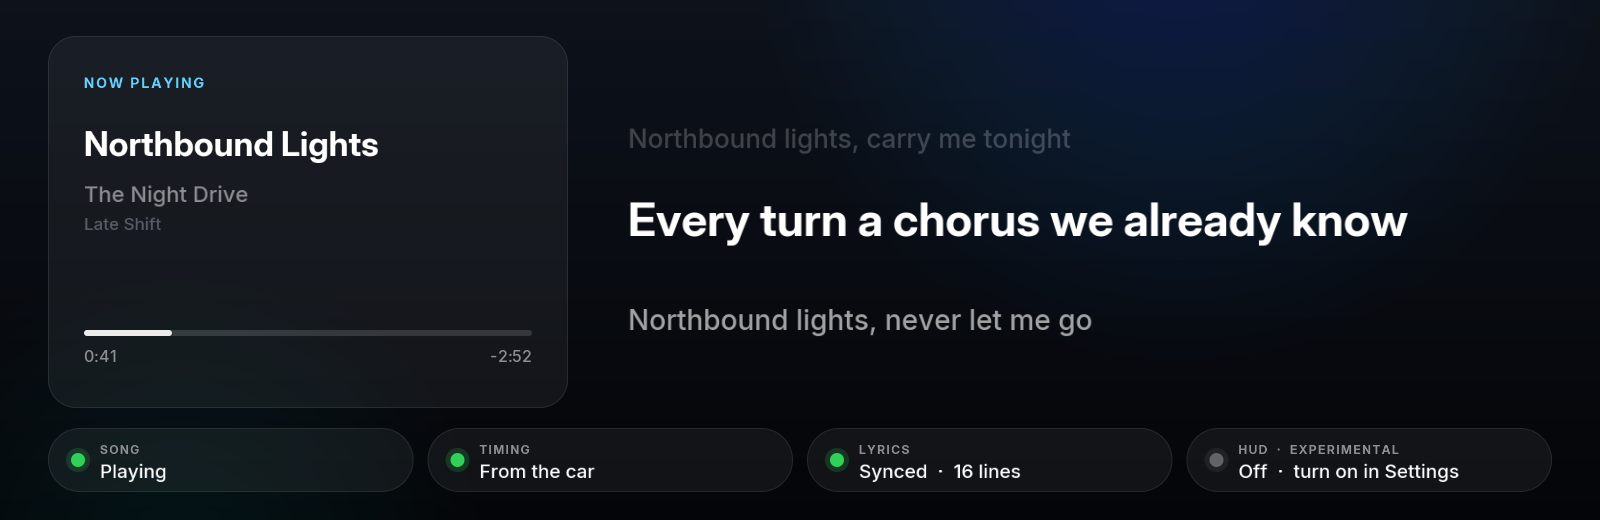 NOW PLAYING
Northbound Lights
The Night Drive
Late Shift
0:41
-2:52
Northbound lights, carry me tonight
Every turn a chorus we already know
Northbound lights, never let me go
SONG
Playing
TIMING
From the car
LYRICS
Synced · 16 lines
HUD · EXPERIMENTAL
Off · turn on in Settings